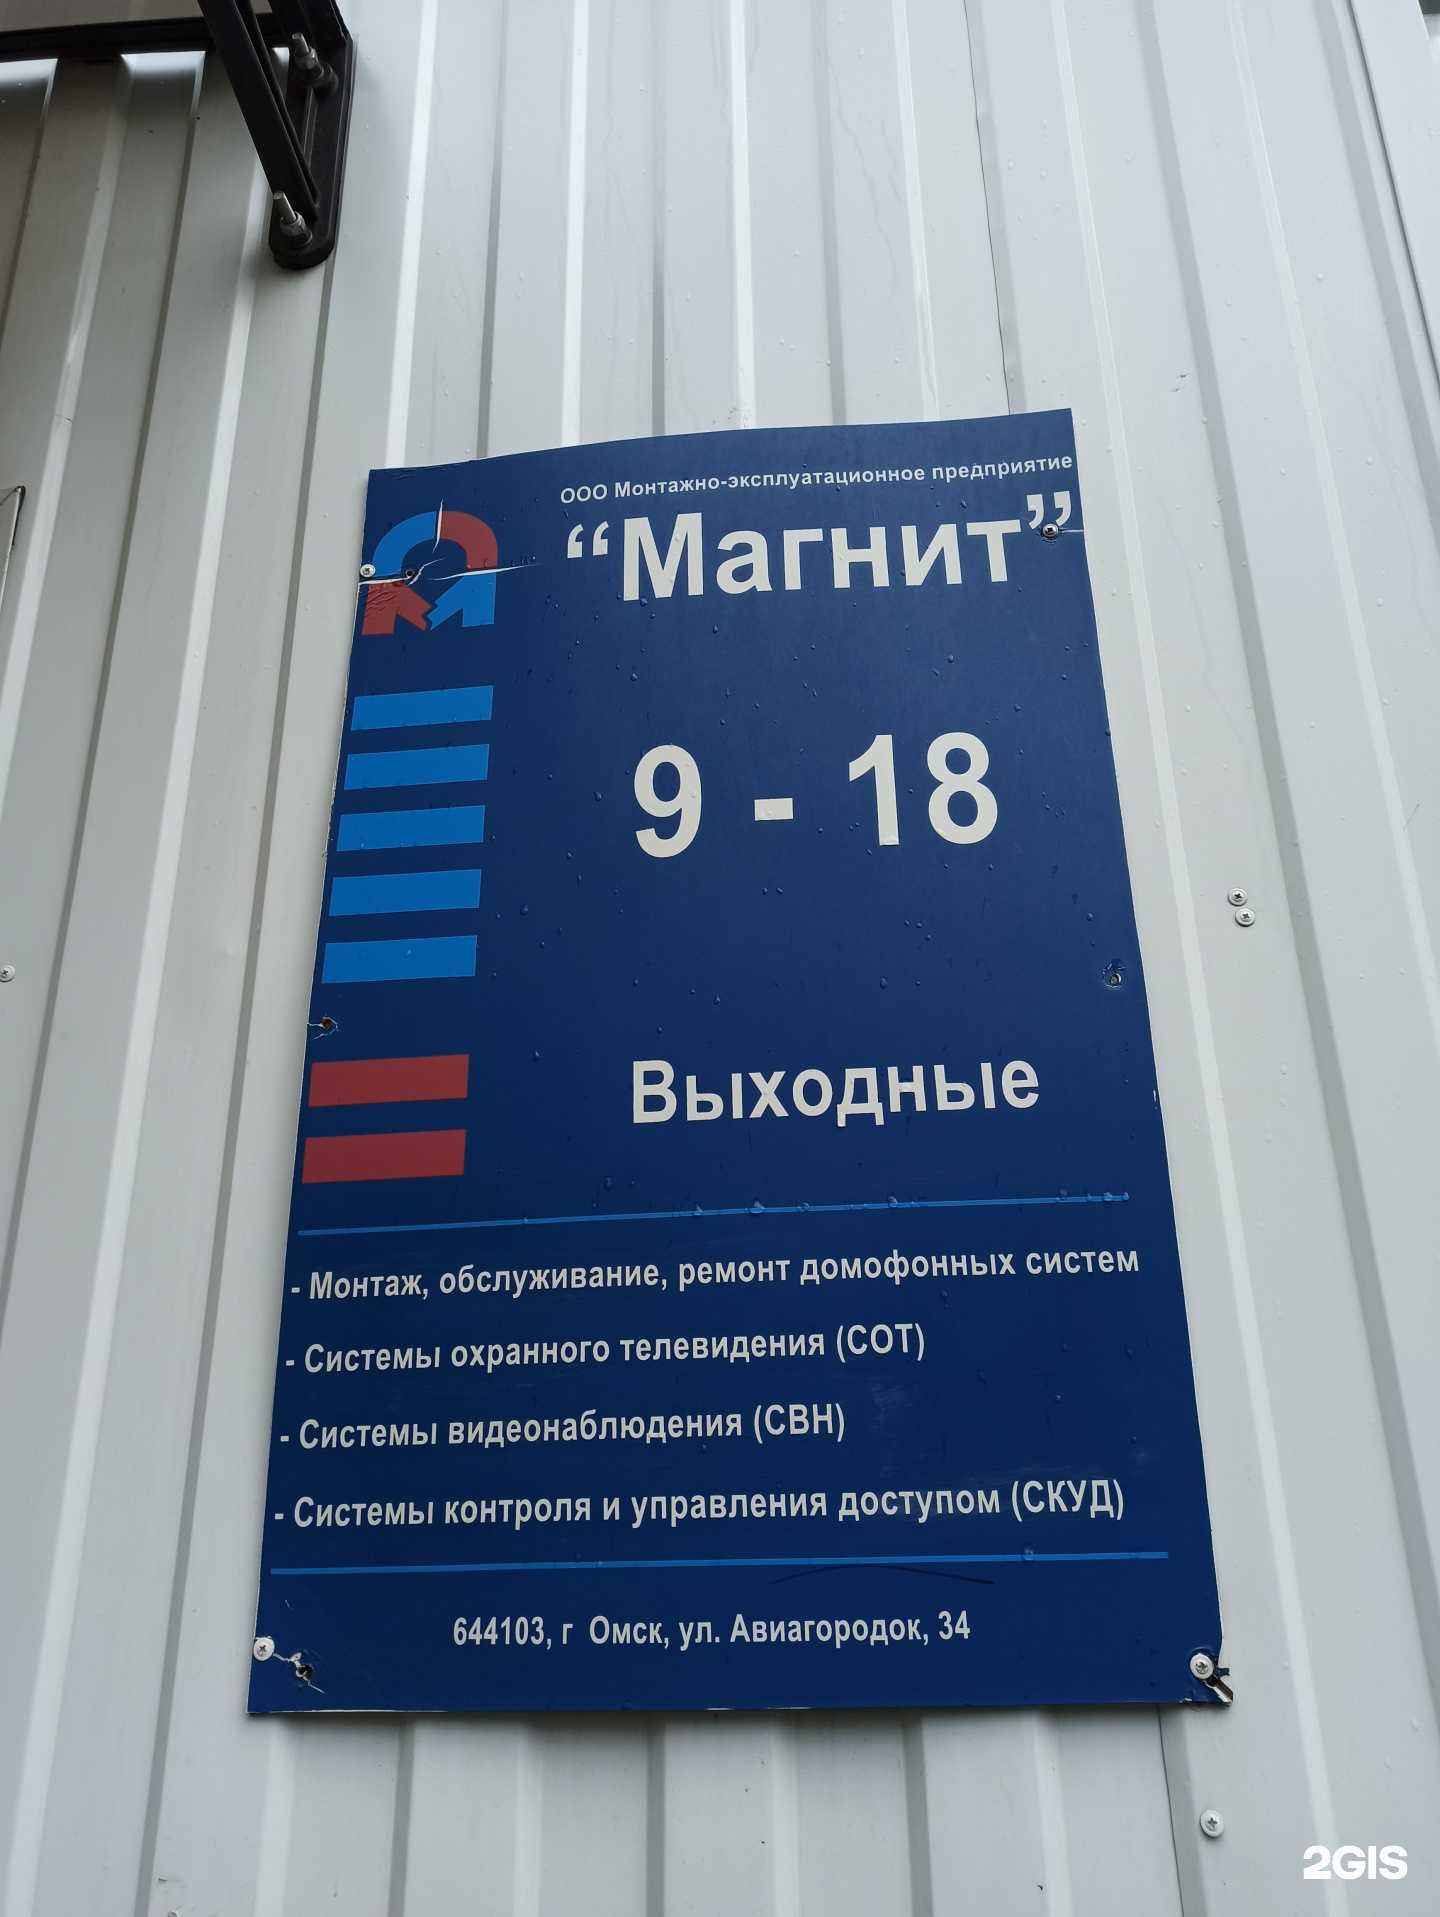 ООО Монтажно-эксплуатационное предприятие
“Магнит”
9 - 18
Выходные
- Монтаж, обслуживание, ремонт домофонных систем
- Системы охранного телевидения (СОТ)
- Системы видеонаблюдения (СВН)
- Системы контроля и управления доступом (СКУД)
644103, г Омск, ул. Авиагородок, 34
2GIS